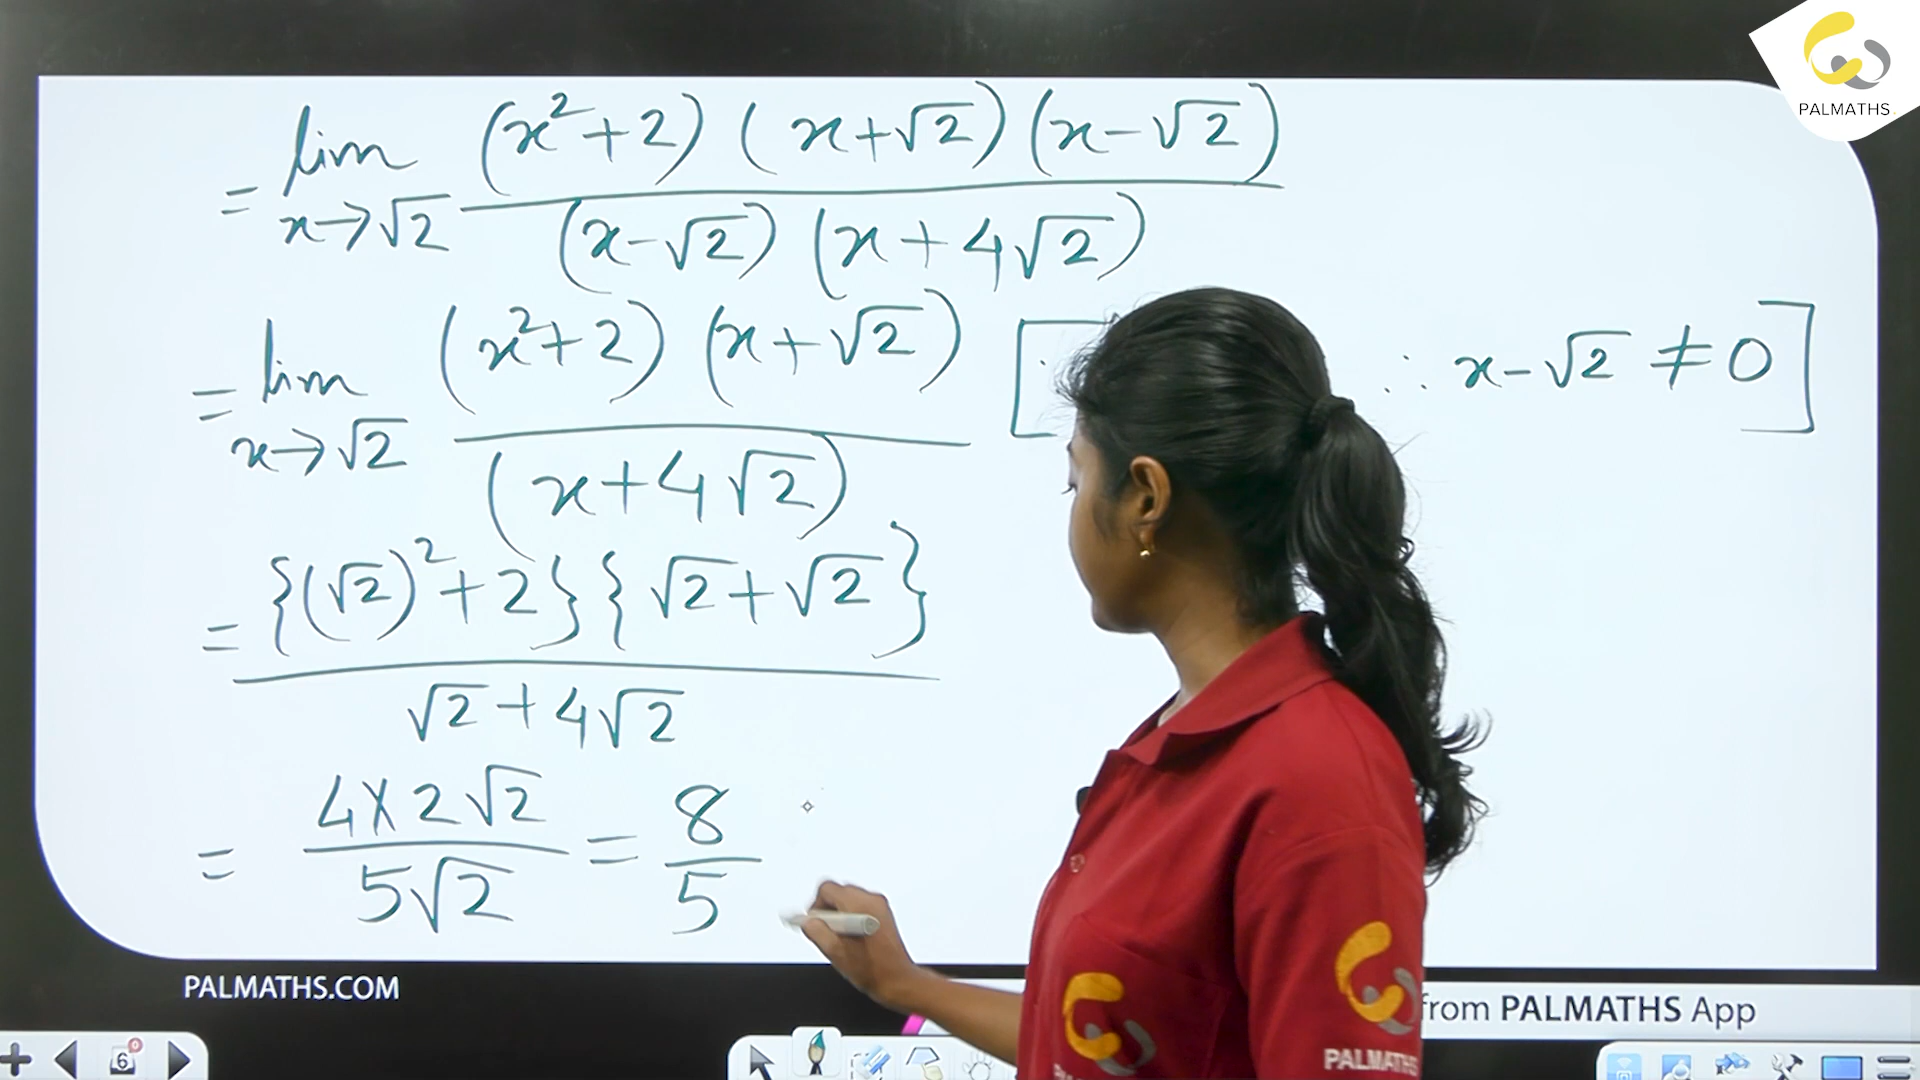 PALMATHS
= lim x→√2 (x²+2) (x+√2) (x-√2) / (x-√2) (x+4√2)
= lim x→√2 (x²+2) (x+√2) / (x+4√2) [ ∴ x-√2 ≠ 0 ]
= {(√2)²+2} {√2+√2} / √2+4√2
= 4×2√2 / 5√2 = 8/5
PALMATHS.COM
from PALMATHS App
PALMATHS
6